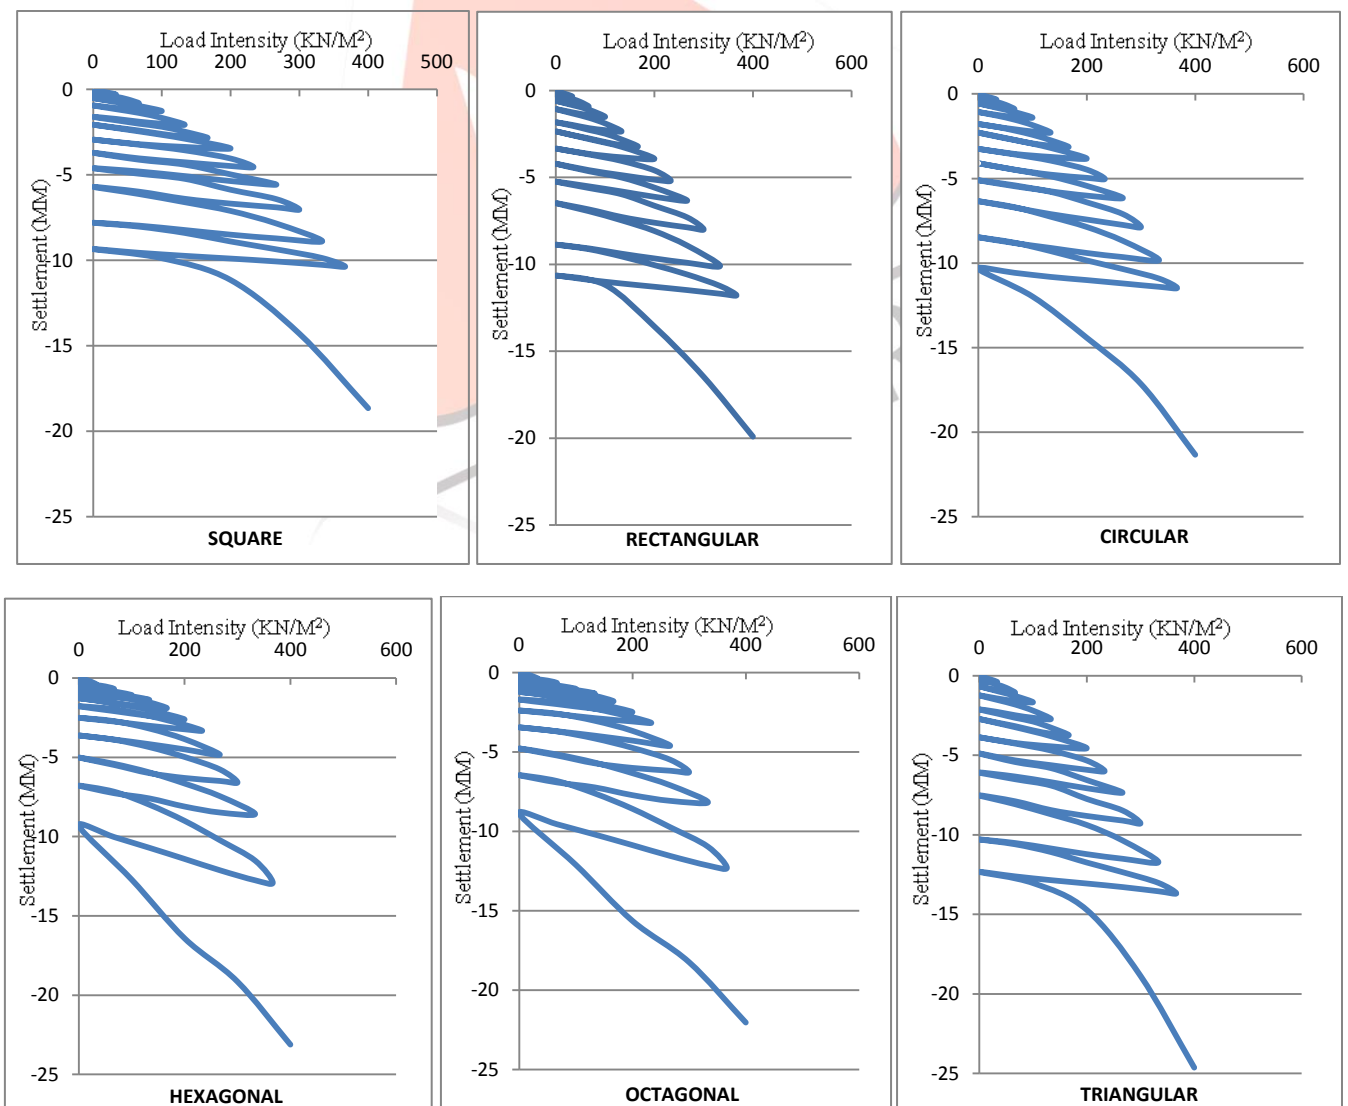 Load Intensity (KN/M²)
0 100 200 300 400 500
0
-5
-10
-15
-20
-25
Settlement (MM)
SQUARE
Load Intensity (KN/M²)
0 200 400 600
0
-5
-10
-15
-20
-25
Settlement (MM)
RECTANGULAR
Load Intensity (KN/M²)
0 200 400 600
0
-5
-10
-15
-20
-25
Settlement (MM)
CIRCULAR
Load Intensity (KN/M²)
0 200 400 600
0
-5
-10
-15
-20
-25
Settlement (MM)
HEXAGONAL
Load Intensity (KN/M²)
0 200 400 600
0
-5
-10
-15
-20
-25
Settlement (MM)
OCTAGONAL
Load Intensity (KN/M²)
0 200 400 600
0
-5
-10
-15
-20
-25
Settlement (MM)
TRIANGULAR